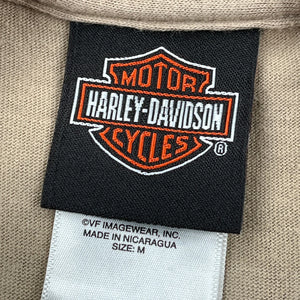 MOTOR
HARLEY-DAVIDSON
CYCLES
®
©VF IMAGEWEAR, INC.
MADE IN NICARAGUA
SIZE: M